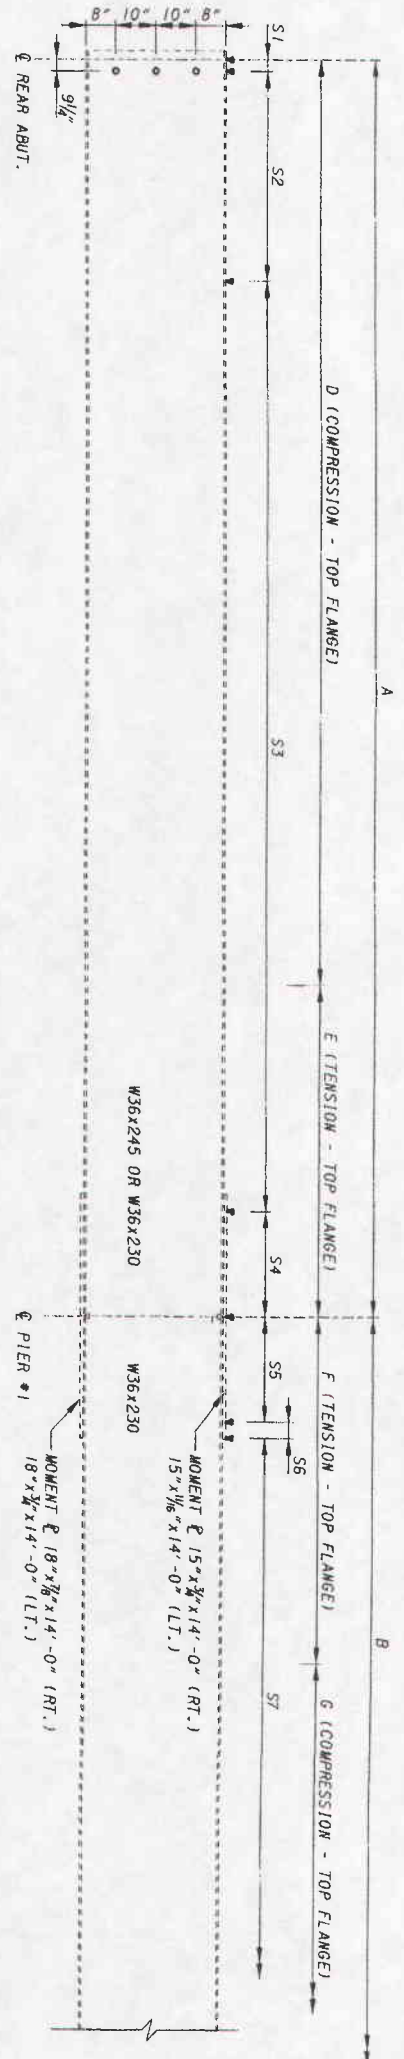 A
B
D (COMPRESSION - TOP FLANGE)
E (TENSION - TOP FLANGE)
F (TENSION - TOP FLANGE)
G (COMPRESSION - TOP FLANGE)
S1
S2
S3
S4
S5
S6
S7
8"
10"
10"
8"
9¼"
℄ REAR ABUT.
W36x245 OR W36x230
℄ PIER #1
W36x230
MOMENT ℙ 15"x¾"x14'-0" (RT.)
15"x11/16"x14'-0" (LT.)
MOMENT ℙ 18"x⅞"x14'-0" (RT.)
18"x¾"x14'-0" (LT.)